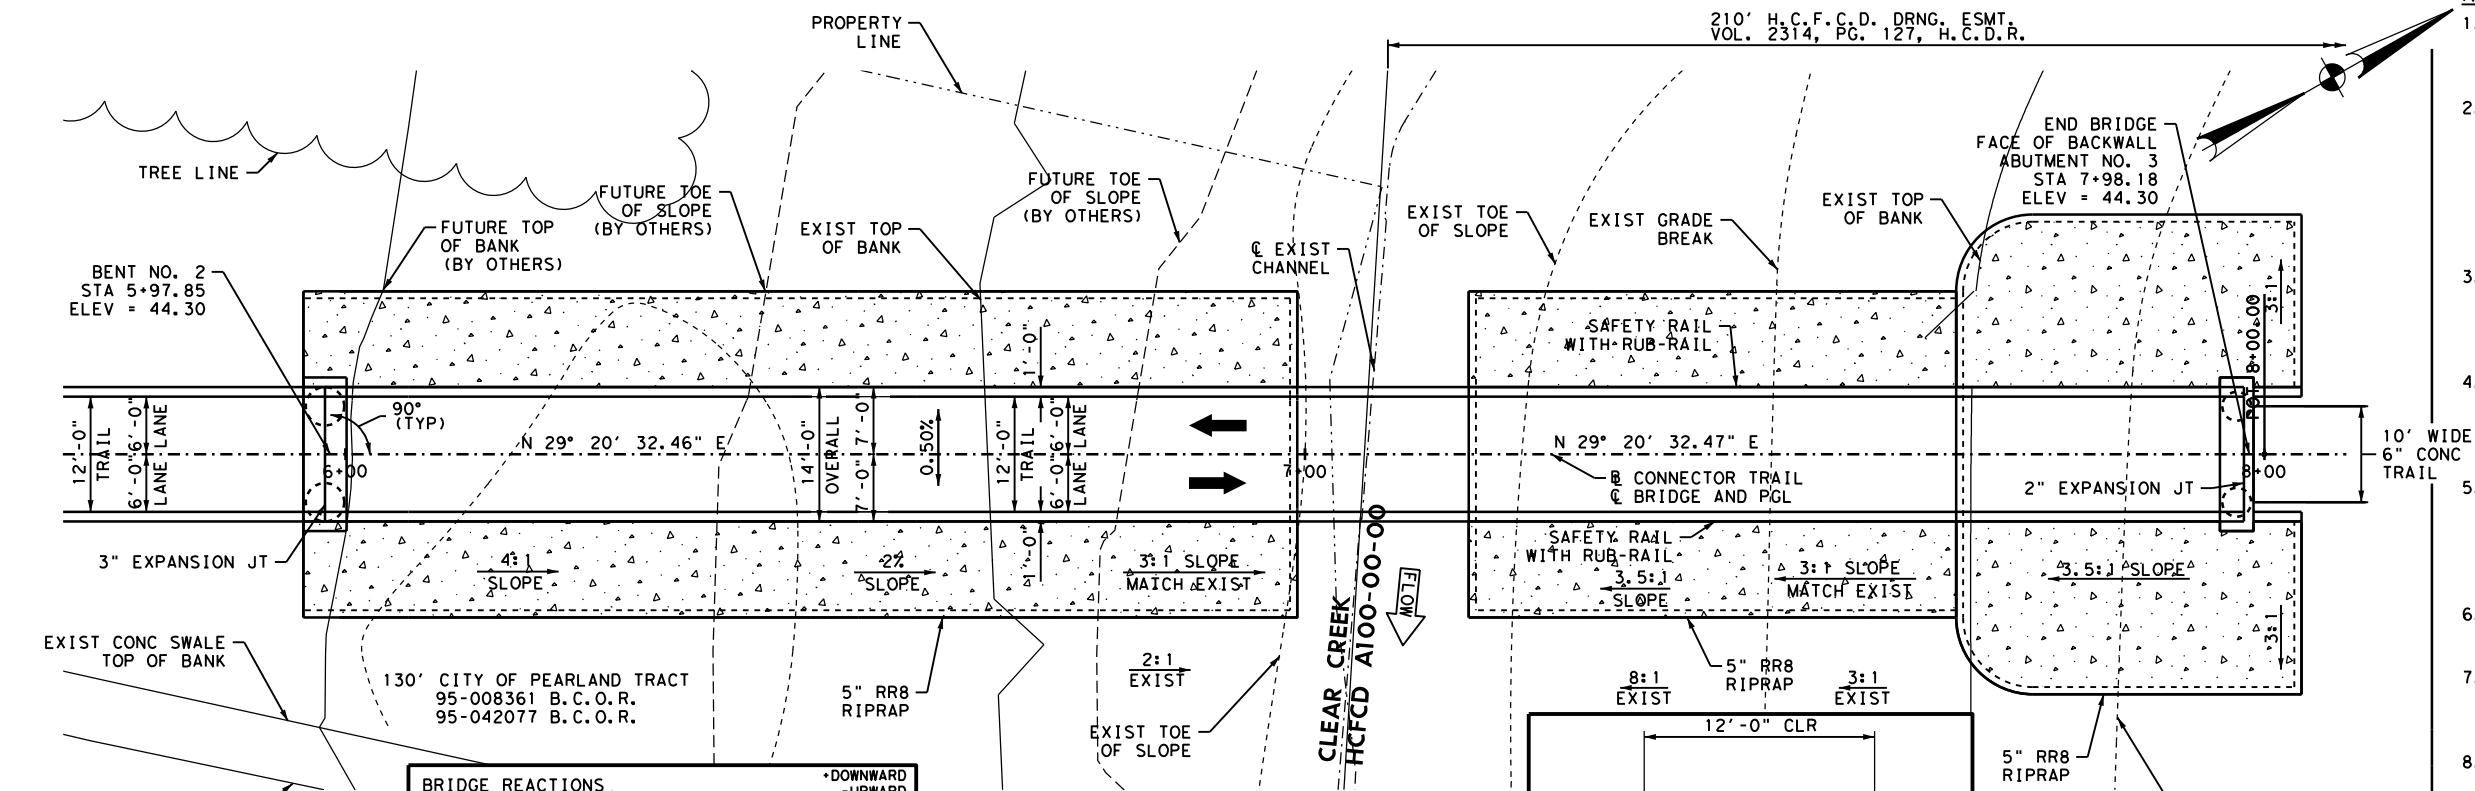 PROPERTY
LINE
210' H.C.F.C.D. DRNG. ESMT.
VOL. 2314, PG. 127, H.C.D.R.
1.
2.
3.
4.
5.
6.
7.
8.
TREE LINE
FUTURE TOP
OF BANK
(BY OTHERS)
FUTURE TOE
OF SLOPE
(BY OTHERS)
EXIST TOP
OF BANK
FUTURE TOE
OF SLOPE
(BY OTHERS)
℄ EXIST
CHANNEL
EXIST TOE
OF SLOPE
EXIST GRADE
BREAK
EXIST TOP
OF BANK
END BRIDGE
FACE OF BACKWALL
ABUTMENT NO. 3
STA 7+98.18
ELEV = 44.30
BENT NO. 2
STA 5+97.85
ELEV = 44.30
SAFETY RAIL
WITH RUB-RAIL
POT 8+00.00
3:1
12'-0"
TRAIL
6'-0"
LANE
6'-0"
LANE
90°
(TYP)
6+00
N 29° 20' 32.46" E
14'-0"
OVERALL
7'-0"
7'-0"
0.50%
1'-0"
12'-0"
TRAIL
6'-0"
LANE
6'-0"
LANE
1'-0"
7+00
N 29° 20' 32.47" E
CONNECTOR TRAIL
℄ BRIDGE AND PGL
8+00
2" EXPANSION JT
10' WIDE
6" CONC
TRAIL
3" EXPANSION JT
4:1
SLOPE
2%
SLOPE
3:1 SLOPE
MATCH EXIST
SAFETY RAIL
WITH RUB-RAIL
3.5:1
SLOPE
3:1 SLOPE
MATCH EXIST
3.5:1 SLOPE
3:1
FLOW
CLEAR CREEK
HCFCD A100-00-00
EXIST CONC SWALE
TOP OF BANK
130' CITY OF PEARLAND TRACT
95-008361 B.C.O.R.
95-042077 B.C.O.R.
5" RR8
RIPRAP
2:1
EXIST
EXIST TOE
OF SLOPE
8:1
EXIST
5" RR8
RIPRAP
3:1
EXIST
12'-0" CLR
5" RR8
RIPRAP
BRIDGE REACTIONS
+DOWNWARD
-UPWARD